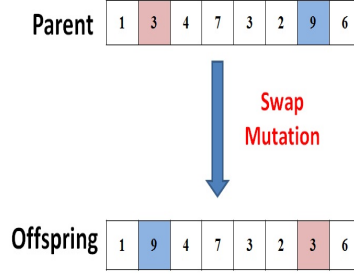 Parent 1 3 4 7 3 2 9 6
Swap
Mutation
Offspring 1 9 4 7 3 2 3 6